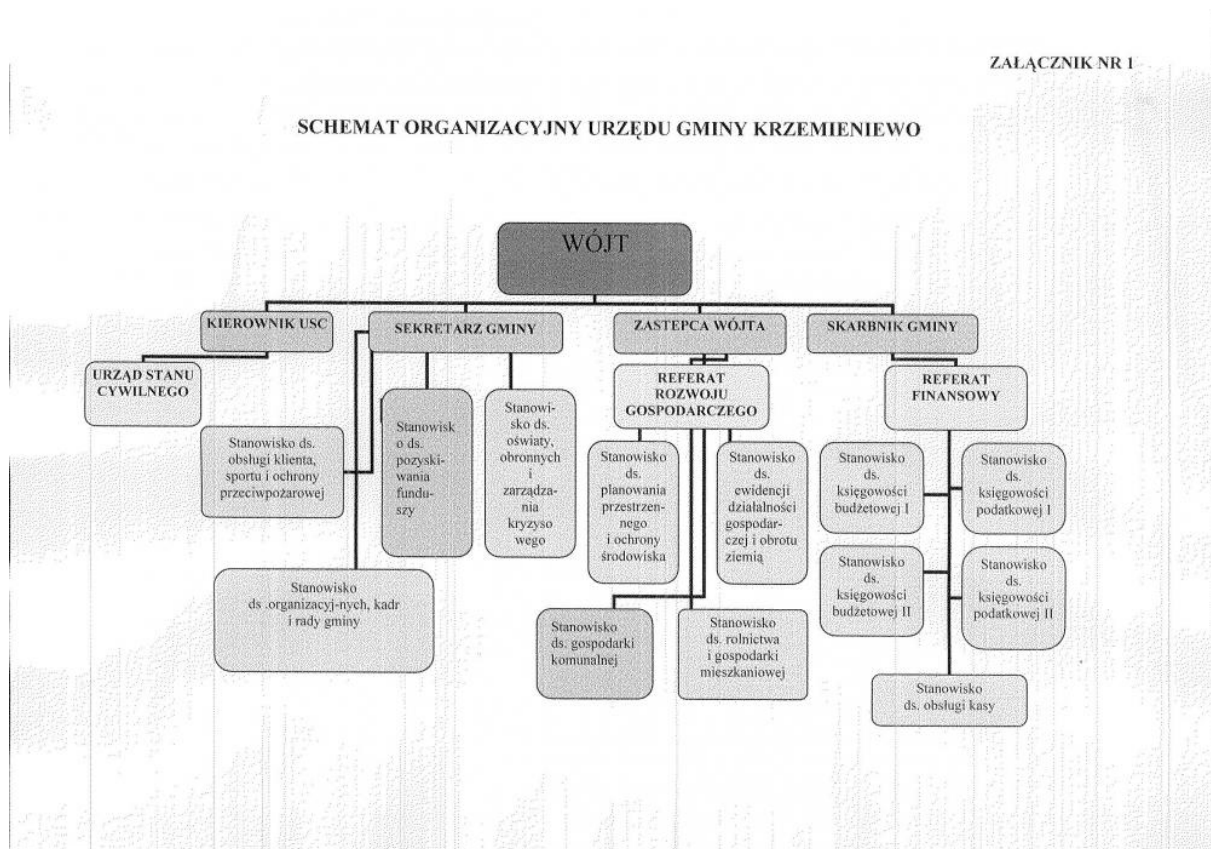 ZAŁĄCZNIK NR 1
SCHEMAT ORGANIZACYJNY URZĘDU GMINY KRZEMIENIEWO
WÓJT
KIEROWNIK USC
SEKRETARZ GMINY
ZASTEPCA WÓJTA
SKARBNIK GMINY
URZĄD STANU
CYWILNEGO
REFERAT
ROZWOJU
GOSPODARCZEGO
REFERAT
FINANSOWY
Stanowisko ds.
obsługi klienta,
sportu i ochrony
przeciwpożarowej
Stanowisk
o ds.
pozyski-
wania
fundu-
szy
Stanowi-
sko ds.
oświaty,
obronnych
i
zarządza-
nia
kryzyso
wego
Stanowisko
ds.
planowania
przestrzen-
nego
i ochrony
środowiska
Stanowisko
ds.
ewidencji
działalności
gospodar-
czej i obrotu
ziemią
Stanowisko
ds.
księgowości
budżetowej I
Stanowisko
ds.
księgowości
podatkowej I
Stanowisko
ds.
księgowości
budżetowej II
Stanowisko
ds.
księgowości
podatkowej II
Stanowisko
ds .organizacyj-nych, kadr
i rady gminy
Stanowisko
ds. gospodarki
komunalnej
Stanowisko
ds. rolnictwa
i gospodarki
mieszkaniowej
Stanowisko
ds. obsługi kasy